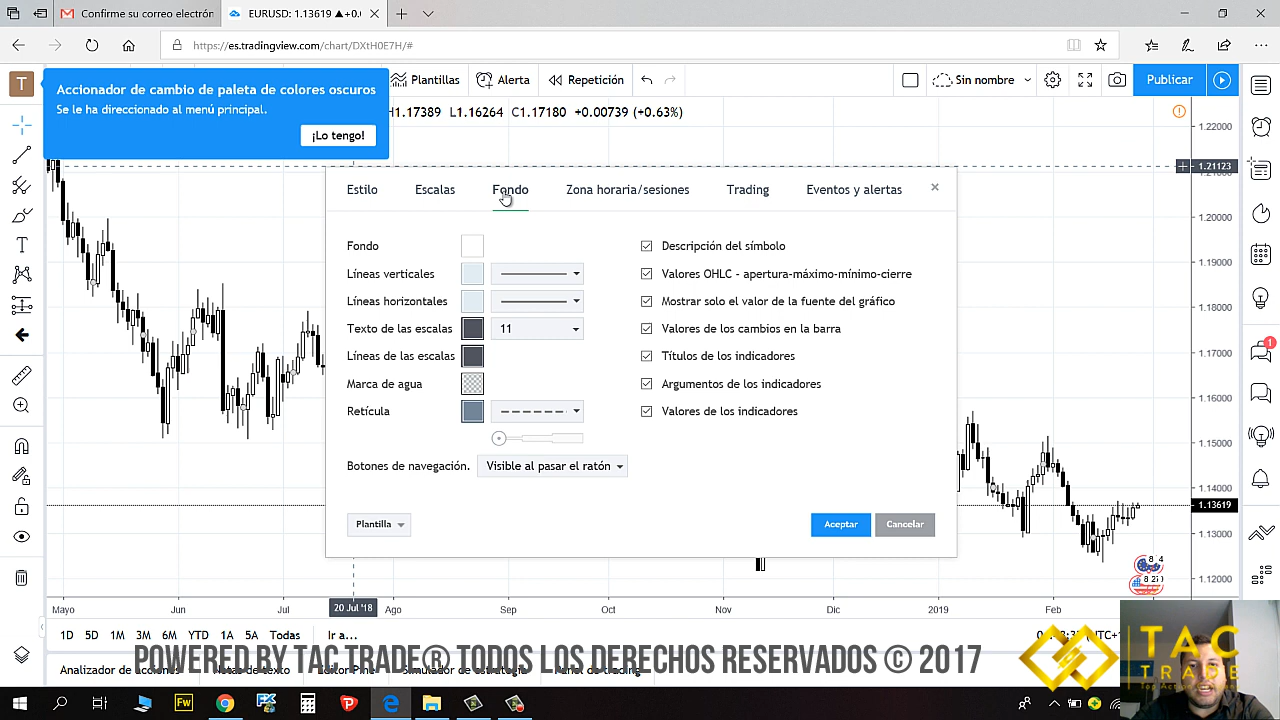 Confirme su correo electrón
EURUSD: 1.13619 ▲+0.
https://es.tradingview.com/chart/DXtH0E7H/#
T
Plantillas
Alerta
Repetición
Sin nombre
Publicar
Accionador de cambio de paleta de colores oscuros
Se le ha direccionado al menú principal.
¡Lo tengo!
H1.17389 L1.16264 C1.17180 +0.00739 (+0.63%)
1.22000
1.21123
1.20000
1.19000
1.18000
1.17000
1.16000
1.15000
1.14000
1.13619
1.13000
1.12000
Estilo
Escalas
Fondo
Zona horaria/sesiones
Trading
Eventos y alertas
Fondo
Líneas verticales
Líneas horizontales
Texto de las escalas
11
Líneas de las escalas
Marca de agua
Retícula
Botones de navegación.
Visible al pasar el ratón
Descripción del símbolo
Valores OHLC - apertura-máximo-mínimo-cierre
Mostrar solo el valor de la fuente del gráfico
Valores de los cambios en la barra
Títulos de los indicadores
Argumentos de los indicadores
Valores de los indicadores
Plantilla
Aceptar
Cancelar
1
Mayo Jun Jul 20 Jul '18 Ago Sep Oct Nov Dic 2019 Feb
1D 5D 1M 3M 6M YTD 1A 5A Todas Ir a...
Analizador de
POWERED BY TAC TRADE® TODOS LOS DERECHOS RESERVADOS © 2017
TAC
TRADE
Fw